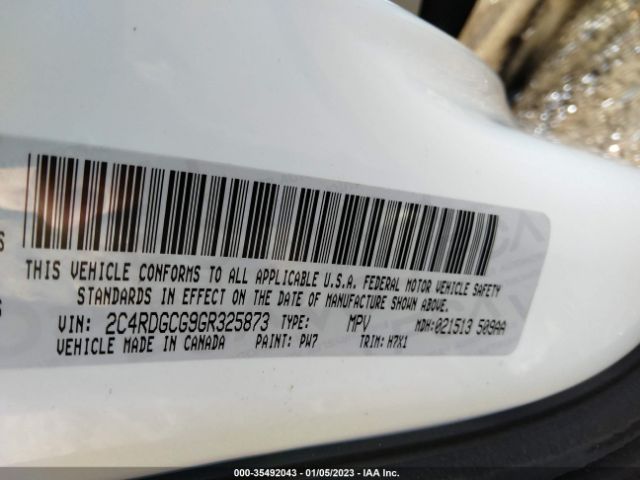 THIS VEHICLE CONFORMS TO ALL APPLICABLE U.S.A. FEDERAL MOTOR VEHICLE SAFETY
STANDARDS IN EFFECT ON THE DATE OF MANUFACTURE SHOWN ABOVE.
VIN: 2C4RDGCG9GR325873 TYPE: MPV MDH:021513 509AA
VEHICLE MADE IN CANADA PAINT: PW7 TRIM: H7X1
000-35492043 - 01/05/2023 - IAA Inc.